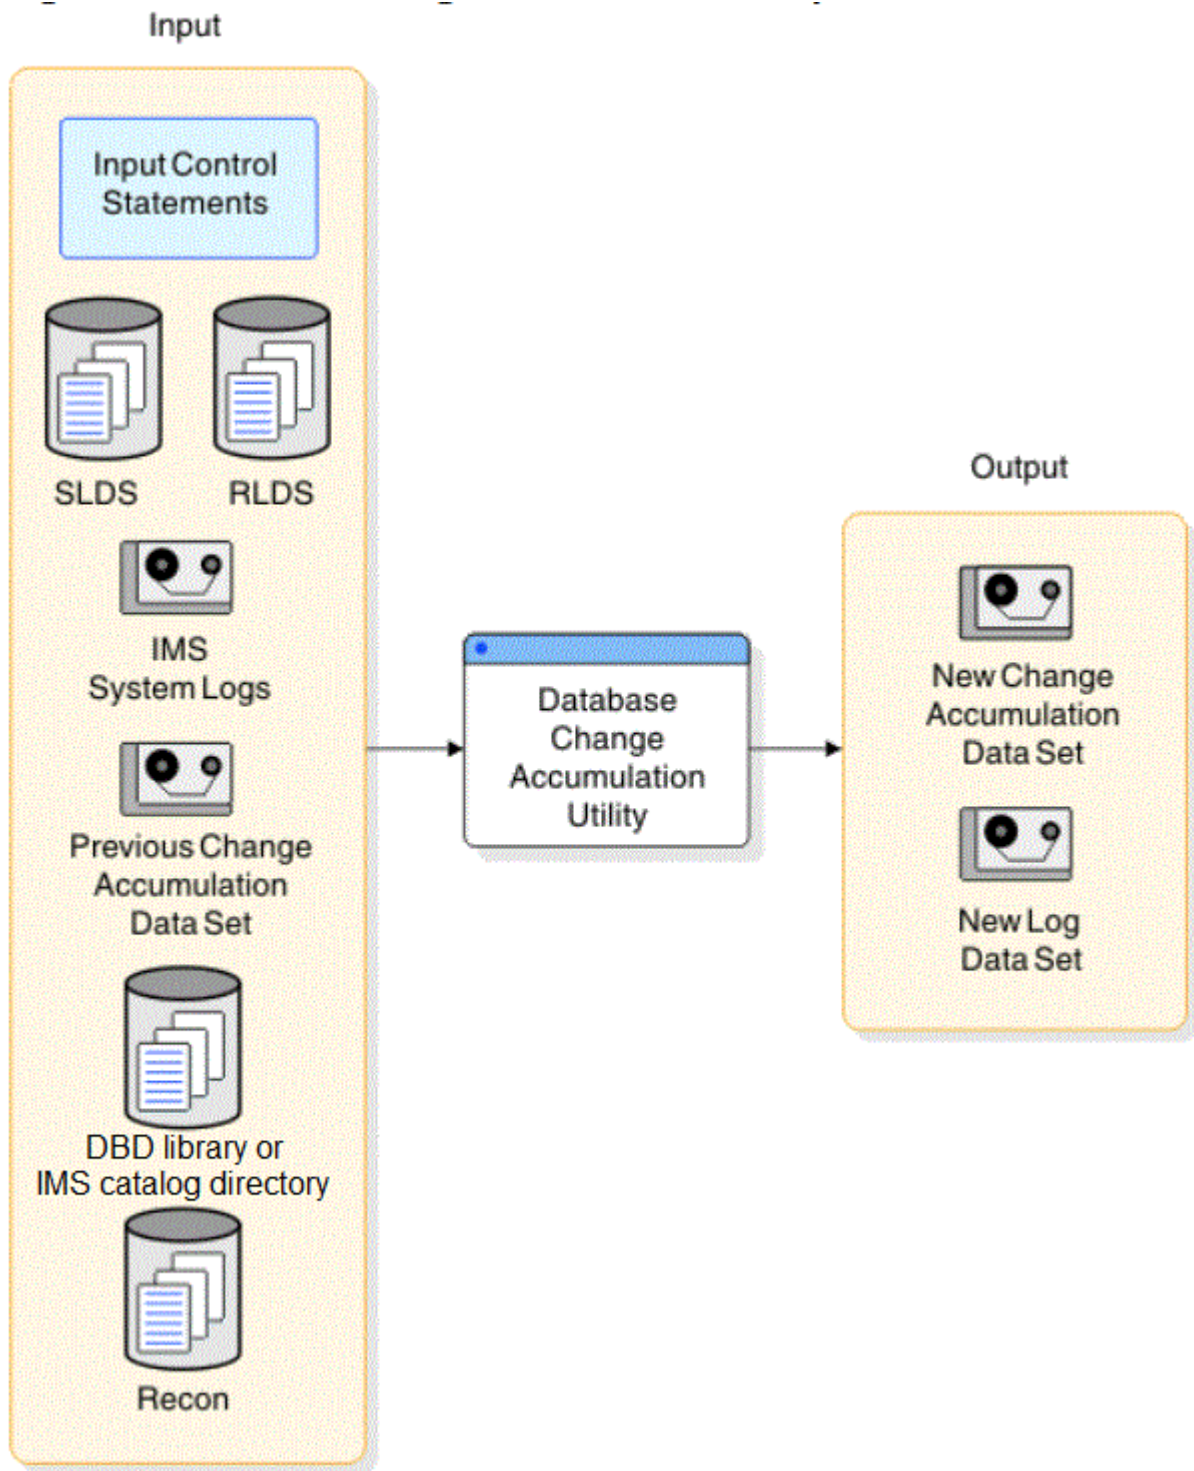 Input
Input Control
Statements
SLDS
RLDS
IMS
System Logs
Previous Change
Accumulation
Data Set
DBD library or
IMS catalog directory
Recon
Database
Change
Accumulation
Utility
Output
New Change
Accumulation
Data Set
New Log
Data Set